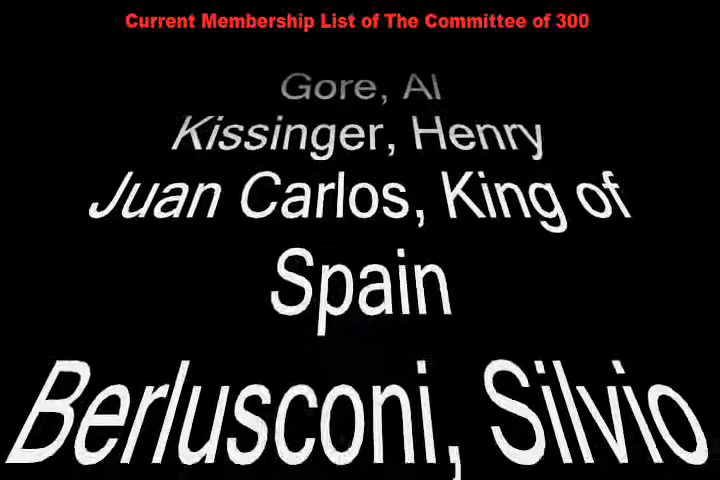 Current Membership List of The Committee of 300
Gore, Al
Kissinger, Henry
Juan Carlos, King of
Spain
Berlusconi, Silvio